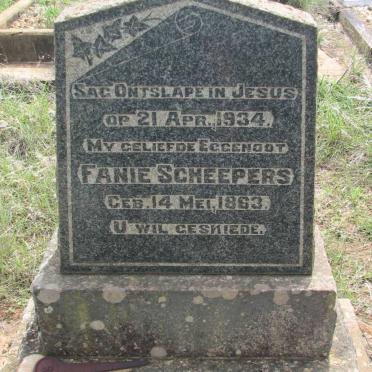 SAG ONTSLAPE IN JESUS
OP 21 APR. 1934.
MY GELIEFDE EGGENOOT
FANIE SCHEEPERS
GEB. 14 MEI, 1863.
U WIL GESKIEDE.